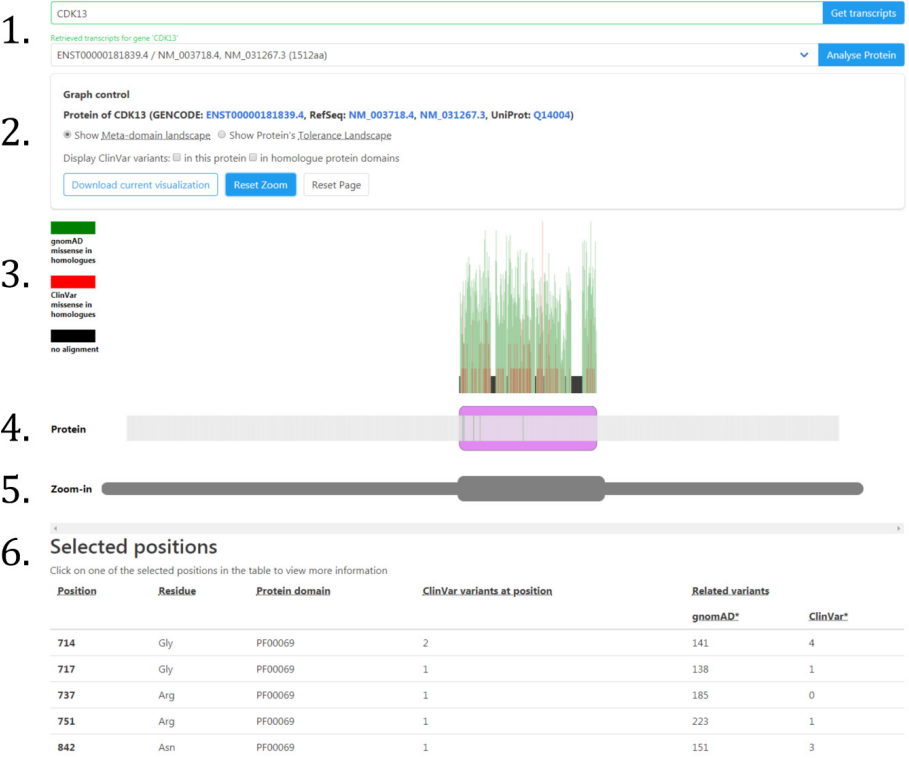 1.
CDK13
Get transcripts
Retrieved transcripts for gene 'CDK13'
ENST00000181839.4 / NM_003718.4, NM_031267.3 (1512aa)
Analyse Protein
2.
Graph control
Protein of CDK13 (GENCODE: ENST00000181839.4, RefSeq: NM_003718.4, NM_031267.3, UniProt: Q14004)
Show Meta-domain landscape Show Protein's Tolerance Landscape
Display ClinVar variants: in this protein in homologue protein domains
Download current visualization Reset Zoom Reset Page
3.
gnomAD
missense in
homologues
ClinVar
missense in
homologues
no alignment
4.
Protein
5.
Zoom-in
6.
Selected positions
Click on one of the selected positions in the table to view more information
Position Residue Protein domain ClinVar variants at position Related variants
gnomAD* ClinVar*
714 Gly PF00069 2 141 4
717 Gly PF00069 1 138 1
737 Arg PF00069 1 185 0
751 Arg PF00069 1 223 1
842 Asn PF00069 1 151 3